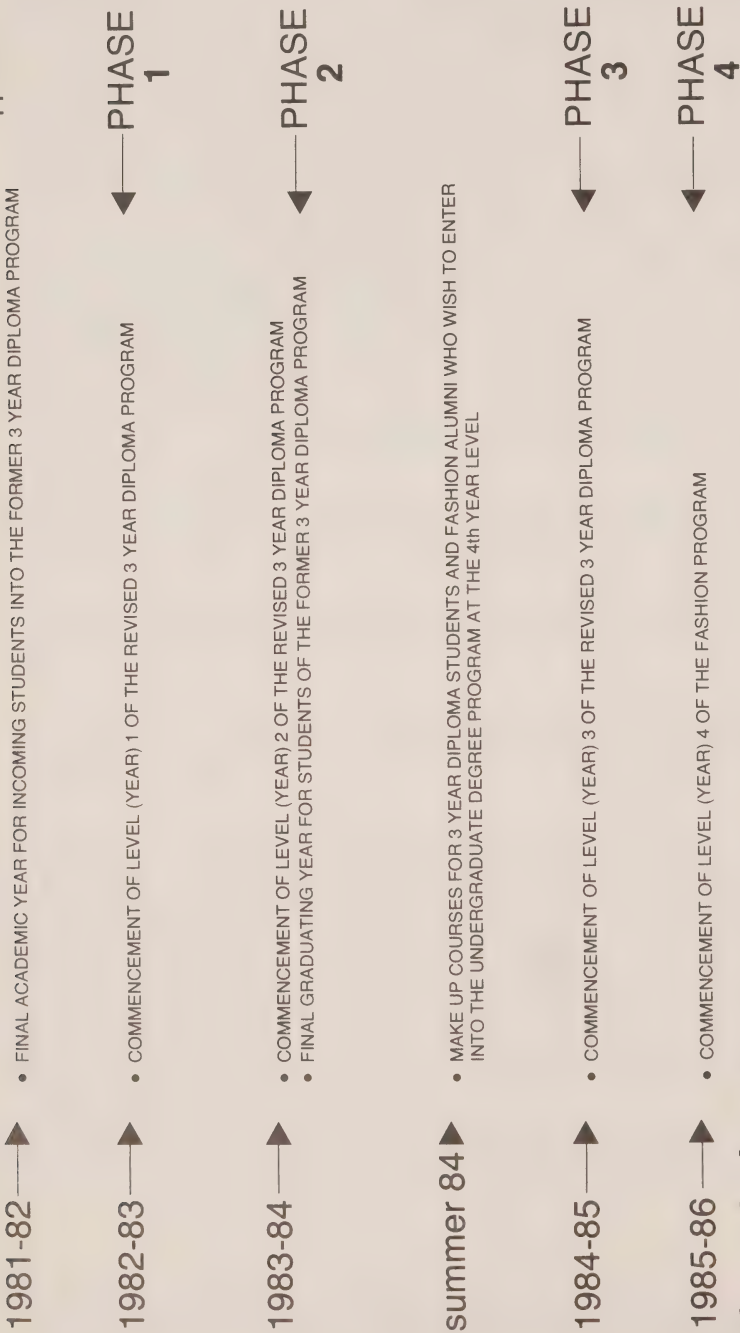 1981-82
• FINAL ACADEMIC YEAR FOR INCOMING STUDENTS INTO THE FORMER 3 YEAR DIPLOMA PROGRAM
1982-83
• COMMENCEMENT OF LEVEL (YEAR) 1 OF THE REVISED 3 YEAR DIPLOMA PROGRAM
PHASE
1
1983-84
• COMMENCEMENT OF LEVEL (YEAR) 2 OF THE REVISED 3 YEAR DIPLOMA PROGRAM
• FINAL GRADUATING YEAR FOR STUDENTS OF THE FORMER 3 YEAR DIPLOMA PROGRAM
PHASE
2
summer 84
• MAKE UP COURSES FOR 3 YEAR DIPLOMA STUDENTS AND FASHION ALUMNI WHO WISH TO ENTER
INTO THE UNDERGRADUATE DEGREE PROGRAM AT THE 4th YEAR LEVEL
1984-85
• COMMENCEMENT OF LEVEL (YEAR) 3 OF THE REVISED 3 YEAR DIPLOMA PROGRAM
PHASE
3
1985-86
• COMMENCEMENT OF LEVEL (YEAR) 4 OF THE FASHION PROGRAM
PHASE
4